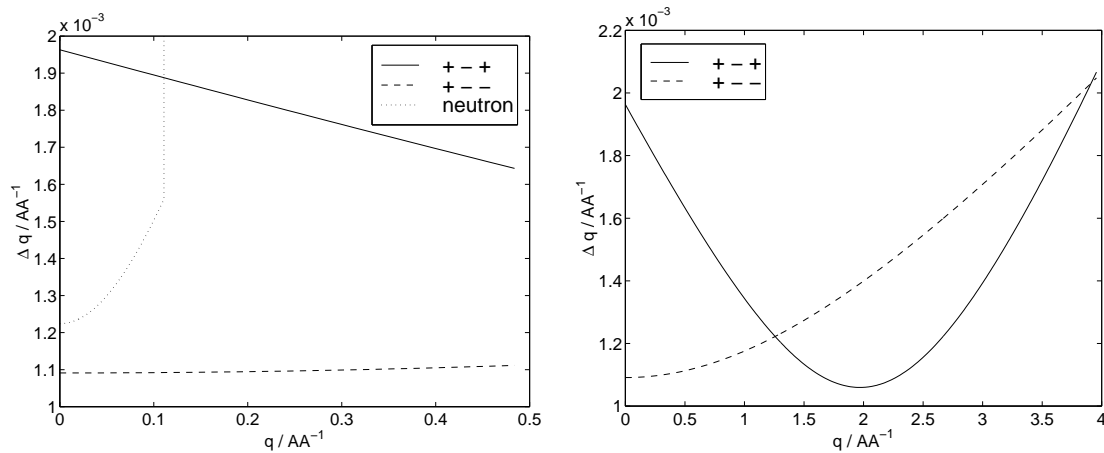 x 10⁻³
2
1.9
1.8
1.7
1.6
1.5
1.4
1.3
1.2
1.1
1
Δ q / AA⁻¹
+ − +
+ − −
neutron
0 0.1 0.2 0.3 0.4 0.5
q / AA⁻¹
x 10⁻³
2.2
2
1.8
1.6
1.4
1.2
1
Δ q / AA⁻¹
+ − +
+ − −
0 0.5 1 1.5 2 2.5 3 3.5 4
q / AA⁻¹